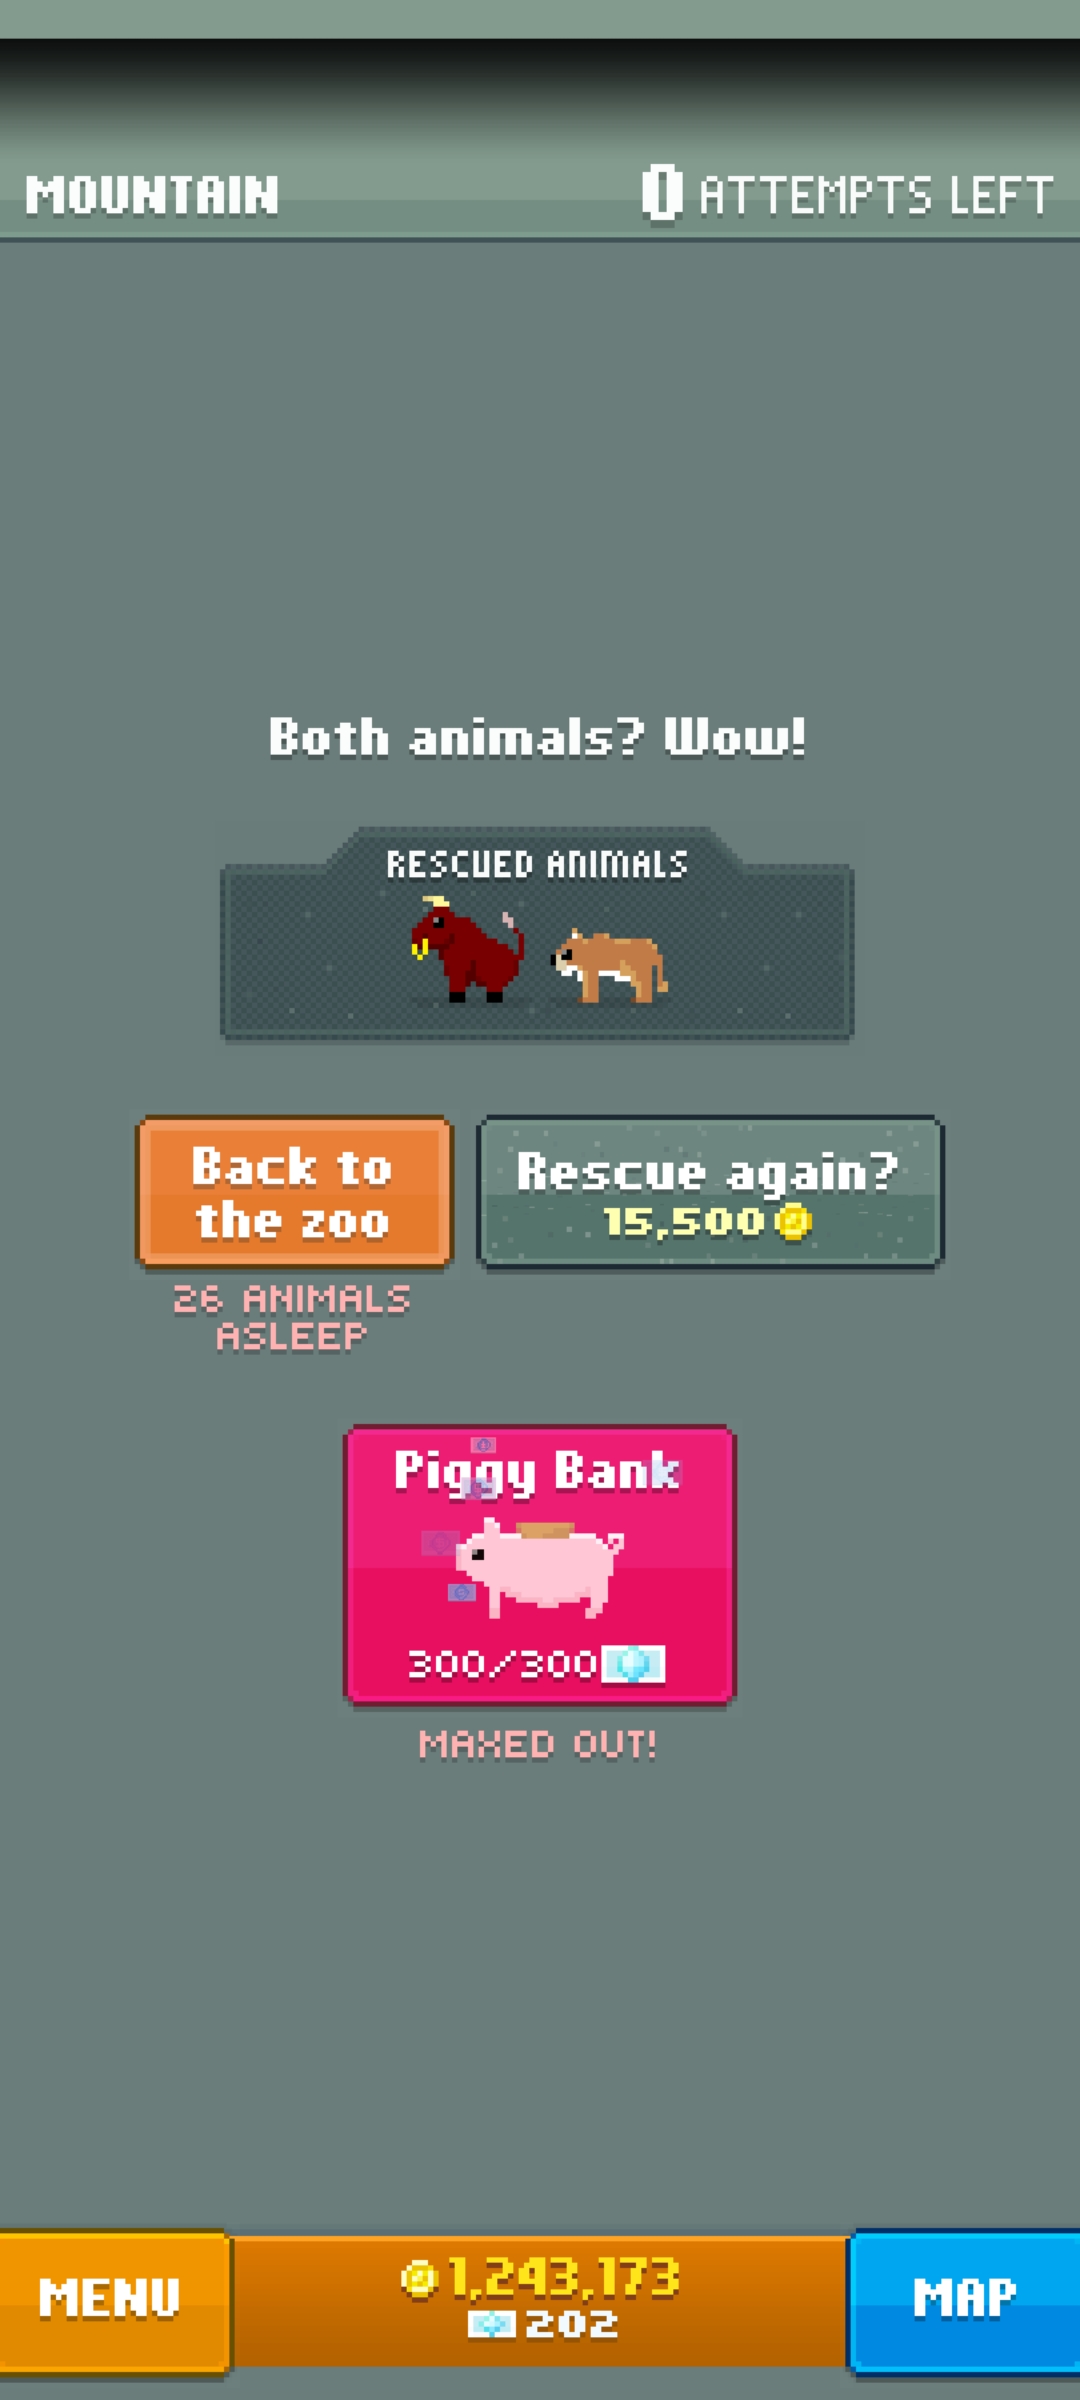 MOUNTAIN
0 ATTEMPTS LEFT
Both animals? Wow!
RESCUED ANIMALS
Back to
the zoo
Rescue again?
15,500
26 ANIMALS
ASLEEP
Piggy Bank
300/300
MAXED OUT!
MENU
1,243,173
202
MAP